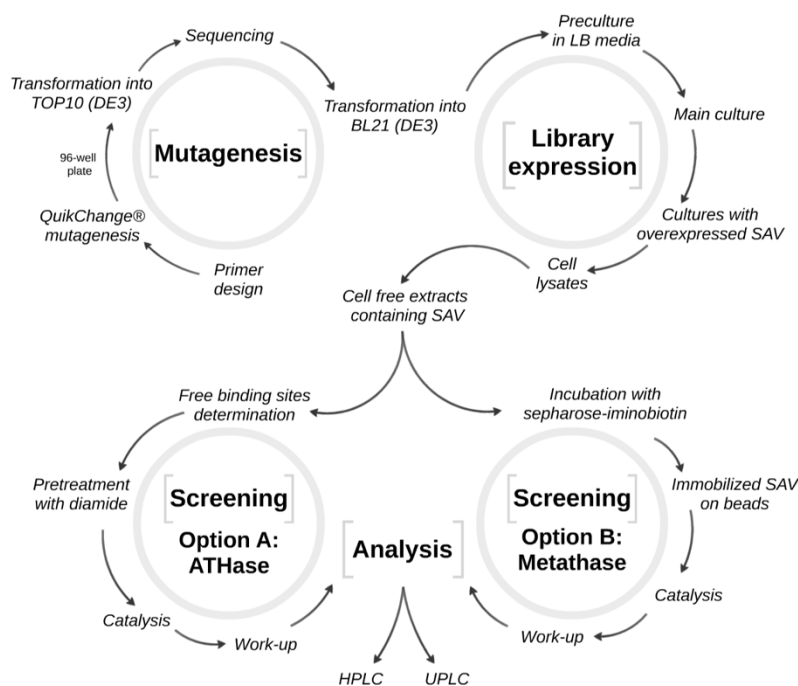 Sequencing
Transformation into
TOP10 (DE3)
96-well
plate
QuikChange®
mutagenesis
Primer
design
[Mutagenesis]
Transformation into
BL21 (DE3)
Preculture
in LB media
Main culture
Cultures with
overexpressed SAV
Cell
lysates
[Library
expression]
Cell free extracts
containing SAV
Free binding sites
determination
Pretreatment
with diamide
Catalysis
Work-up
[Screening]
Option A:
ATHase
Incubation with
sepharose-iminobiotin
Immobilized SAV
on beads
Catalysis
Work-up
[Screening]
Option B:
Metathase
[Analysis]
HPLC
UPLC